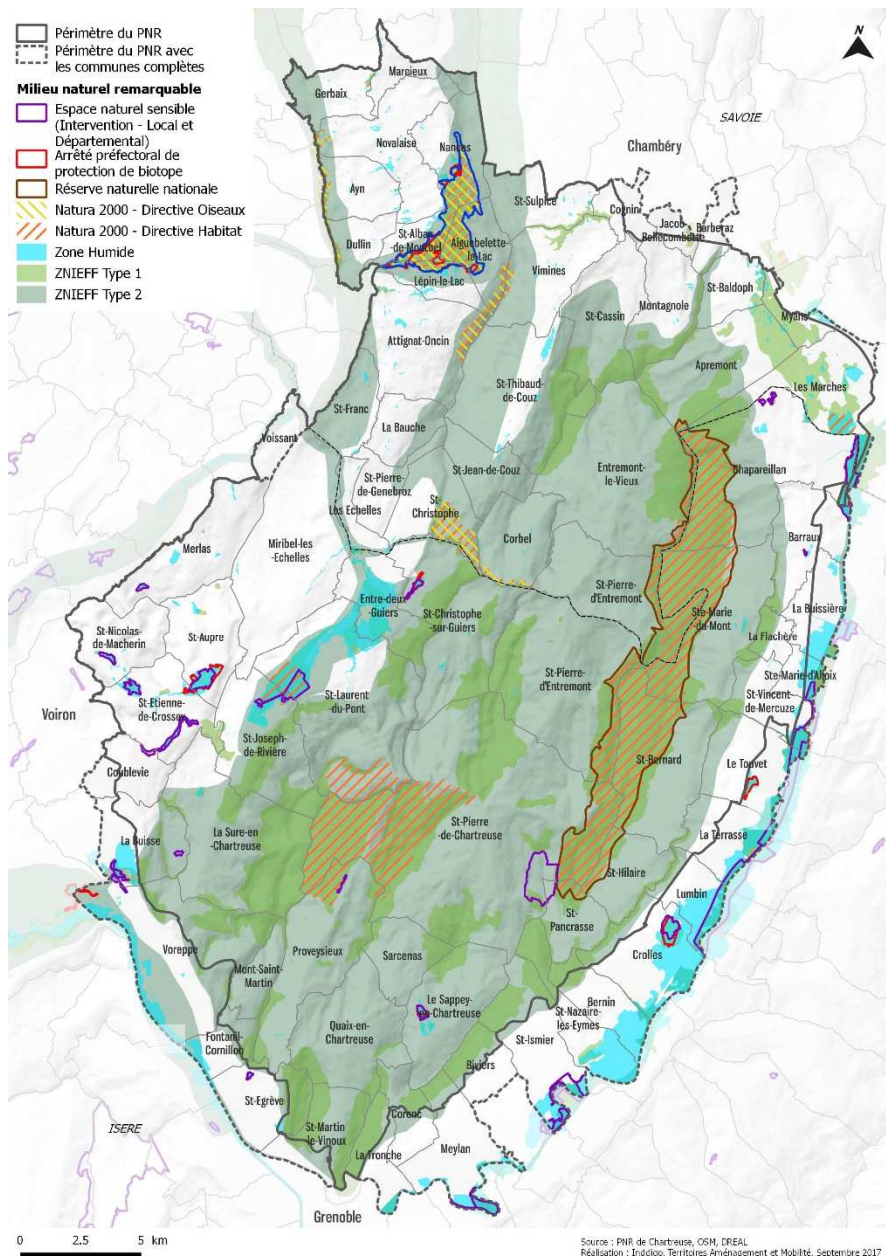 Périmètre du PNR
Périmètre du PNR avec
les communes complètes
Milieu naturel remarquable
Espace naturel sensible
(Intervention - Local et
Départemental)
Arrêté préfectoral de
protection de biotope
Réserve naturelle nationale
Natura 2000 - Directive Oiseaux
Natura 2000 - Directive Habitat
Zone Humide
ZNIEFF Type 1
ZNIEFF Type 2
N
SAVOIE
Marcieux
Gerbaix
Novalaise
Nances
Chambéry
Ayn
St-Sulpice
Cognin
Jacob-
Bellecombette
Barberaz
Dullin
St-Alban
-de-Montbel
Aiguebelette-
le-Lac
Lépin-le-Lac
Vimines
St-Baldoph
Montagnole
St-Cassin
Myans
Attignat-Oncin
Apremont
Les Marches
St-Thibaud-
de-Couz
St-Franc
La Bauche
Voissant
St-Jean-de-Couz
Entremont-
le-Vieux
Chapareillan
St-Pierre-
de-Genebroz
Les Echelles
St-
Christophe
Corbel
Barraux
Merlas
Miribel-les
-Echelles
St-Pierre-
d'Entremont
Entre-deux
-Guiers
St-Christophe
-sur-Guiers
Ste-Marie
-du-Mont
La Buissière
La Flachère
St-Nicolas-
de-Macherin
St-Aupre
Ste-Marie-d'Alloix
St-Pierre-
d'Entremont
St-Vincent-
de-Mercuze
St-Laurent
-du-Pont
Voiron
St-Etienne-
de-Crossey
St-Joseph-
de-Rivière
St-Bernard
Le Touvet
Coublevie
La Sure-en
-Chartreuse
St-Pierre
-de-Chartreuse
La Terrasse
La Buisse
St-Hilaire
Lumbin
St-
Pancrasse
Crolles
Voreppe
Proveysieux
Sarcenas
Mont-Saint-
Martin
Le Sappey-
en-Chartreuse
Bernin
St-Nazaire-
les-Eymes
Quaix-en-
Chartreuse
St-Ismier
Fontanil-
Cornillon
Biviers
St-Egrève
ISERE
Corenc
St-Martin
-le-Vinoux
La Tronche
Meylan
Grenoble
0 2.5 5 km
Source : PNR de Chartreuse, OSM, DREAL
Réalisation : Inddigo, Territoires Aménagement et Mobilité, Septembre 2017